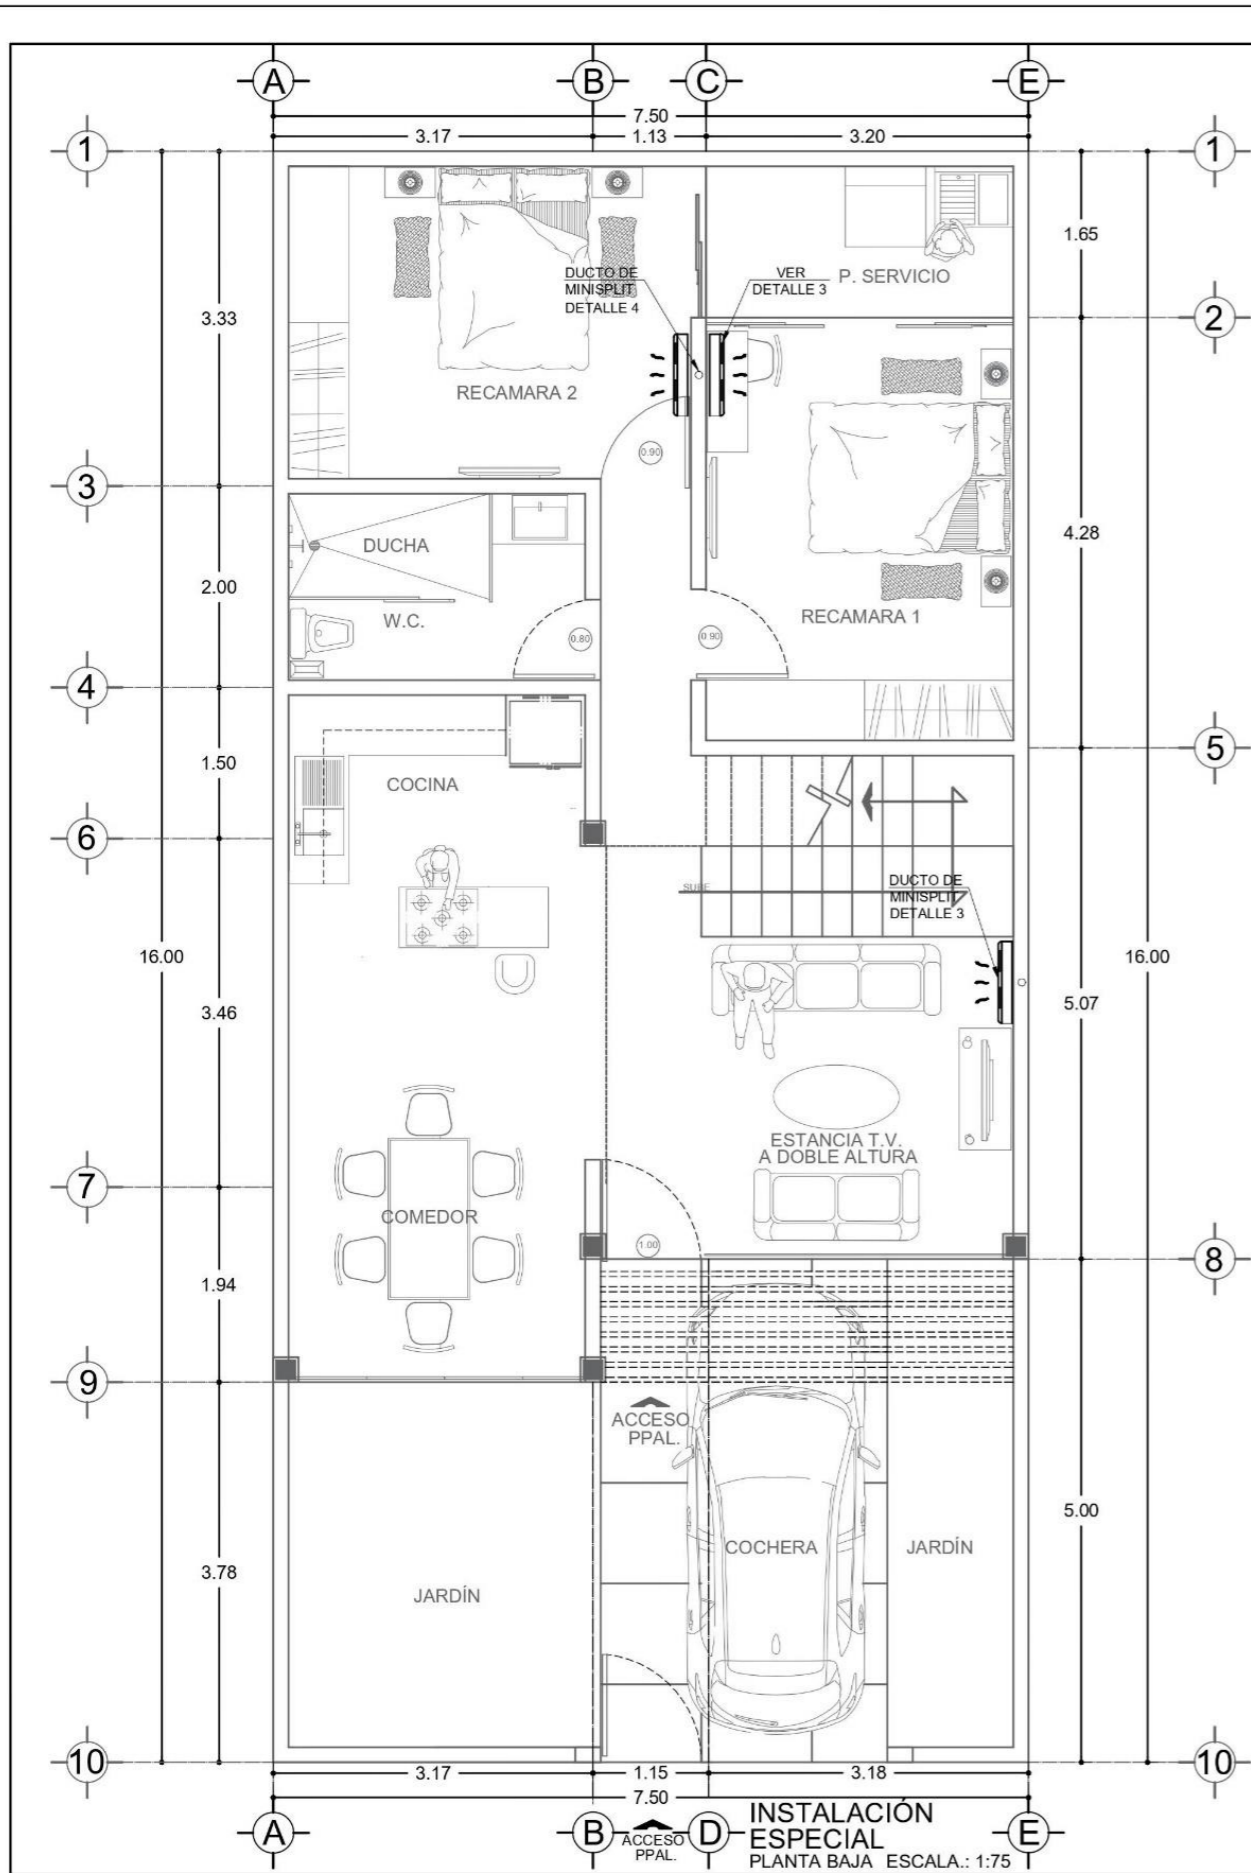 A B C E
7.50
3.17 1.13 3.20
1 1
1.65
DUCTO DE
MINISPLIT
DETALLE 4
VER
DETALLE 3
P. SERVICIO
3.33
2
RECAMARA 2
0.90
3
DUCHA
4.28
2.00
W.C.
0.80
0.90
RECAMARA 1
4
5
1.50
COCINA
6
SUBE
DUCTO DE
MINISPLIT
DETALLE 3
16.00
16.00
3.46
5.07
ESTANCIA T.V.
A DOBLE ALTURA
7
COMEDOR
1.00
8
1.94
9
ACCESO
PPAL.
5.00
COCHERA
JARDÍN
3.78
JARDÍN
10 10
3.17 1.15 3.18
7.50
A B D E
ACCESO
PPAL.
INSTALACIÓN
ESPECIAL
PLANTA BAJA ESCALA.: 1:75